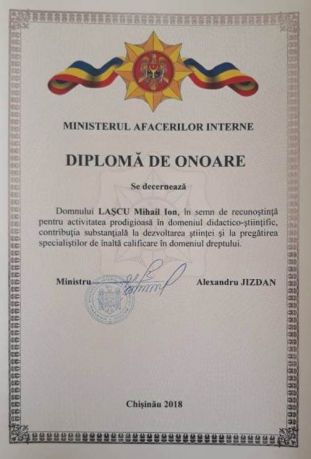 MINISTERUL AFACERILOR INTERNE
DIPLOMĂ DE ONOARE
Se decernează
Domnului LAȘCU Mihail Ion, în semn de recunoștință
pentru activitatea prodigioasă în domeniul didactico-științific,
contribuția substanțială la dezvoltarea științei și la pregătirea
specialiștilor de înaltă calificare în domeniul dreptului.
Ministru Alexandru JIZDAN
Chișinău 2018